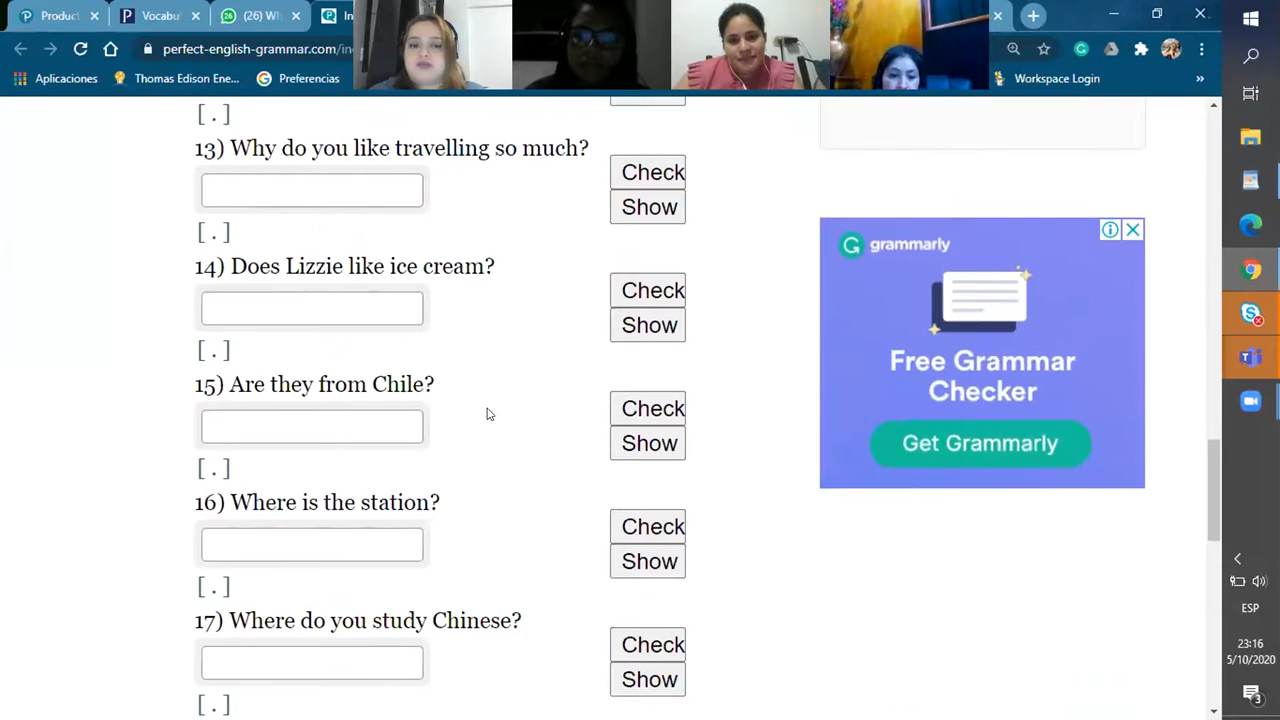 Produc
Vocabu
(26) Wh
In
perfect-english-grammar.com/in
Aplicaciones
Thomas Edison Ene...
Preferencias
Workspace Login
»
[ . ]
13) Why do you like travelling so much?
Check
Show
[ . ]
14) Does Lizzie like ice cream?
Check
Show
[ . ]
15) Are they from Chile?
Check
Show
[ . ]
16) Where is the station?
Check
Show
[ . ]
17) Where do you study Chinese?
Check
Show
[ . ]
grammarly
Free Grammar
Checker
Get Grammarly
ESP
23:16
5/10/2020
3